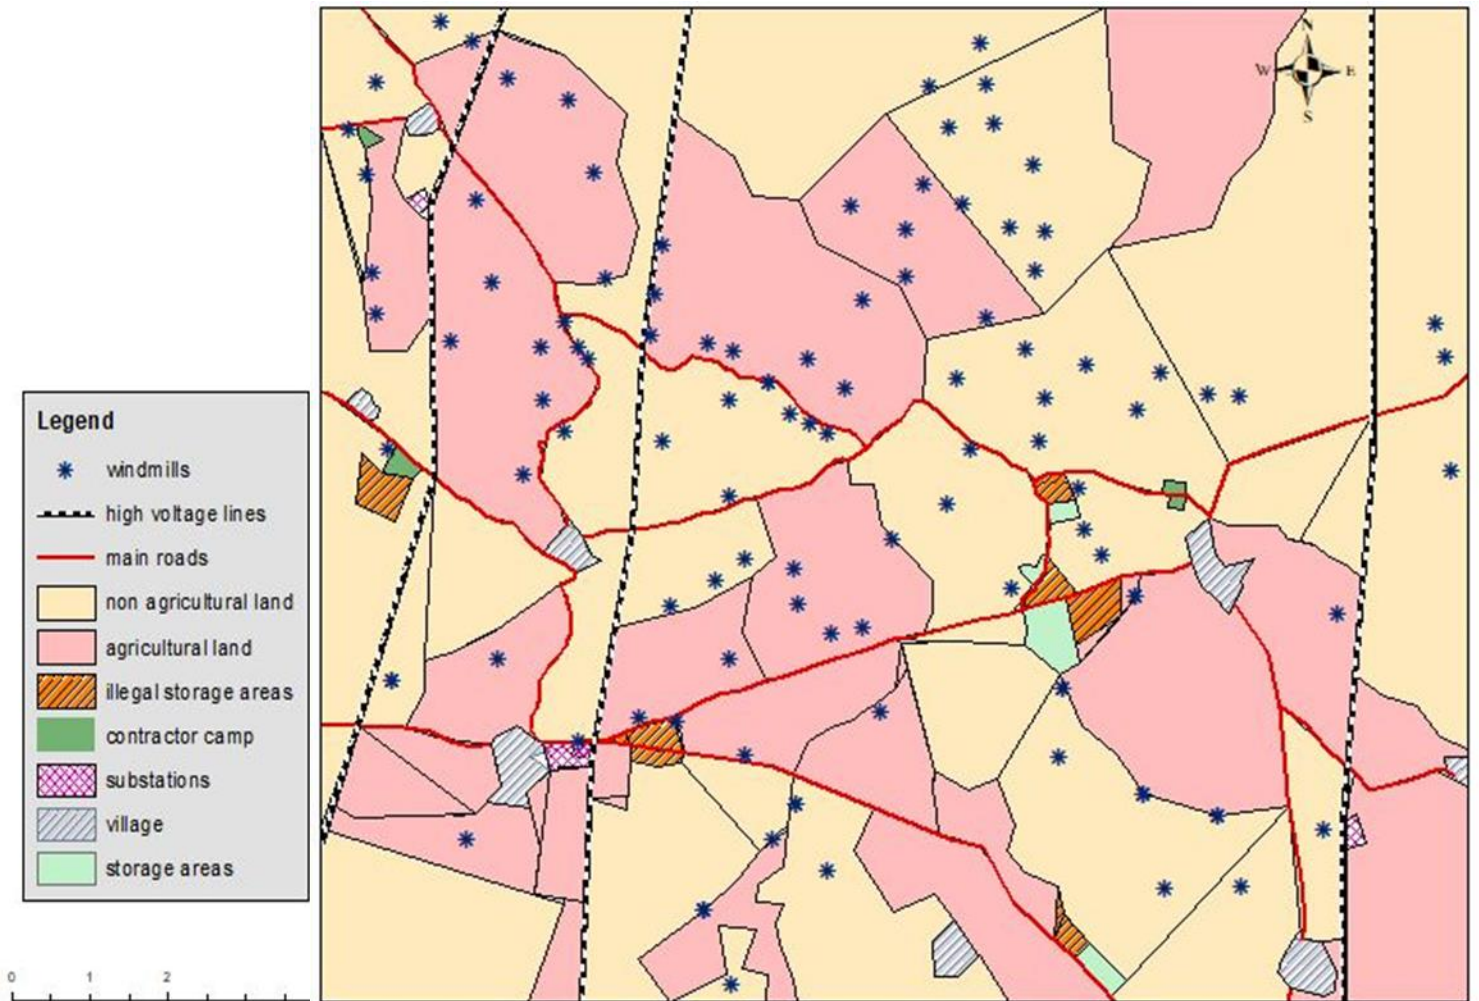 N
W E
S
Legend
windmills
high voltage lines
main roads
non agricultural land
agricultural land
illegal storage areas
contractor camp
substations
village
storage areas
0 1 2